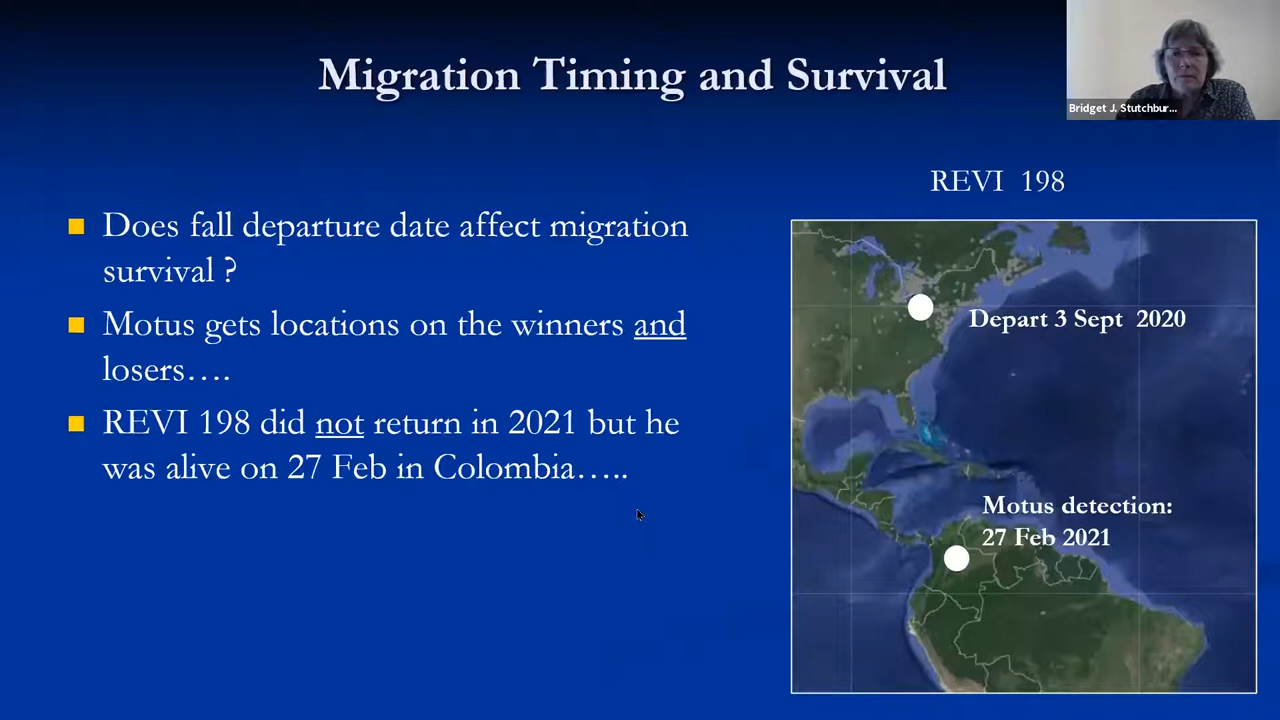 Migration Timing and Survival
Bridget J. Stutchbur...
REVI 198
Does fall departure date affect migration
survival ?
Motus gets locations on the winners and
losers….
REVI 198 did not return in 2021 but he
was alive on 27 Feb in Colombia…..
Depart 3 Sept 2020
Motus detection:
27 Feb 2021